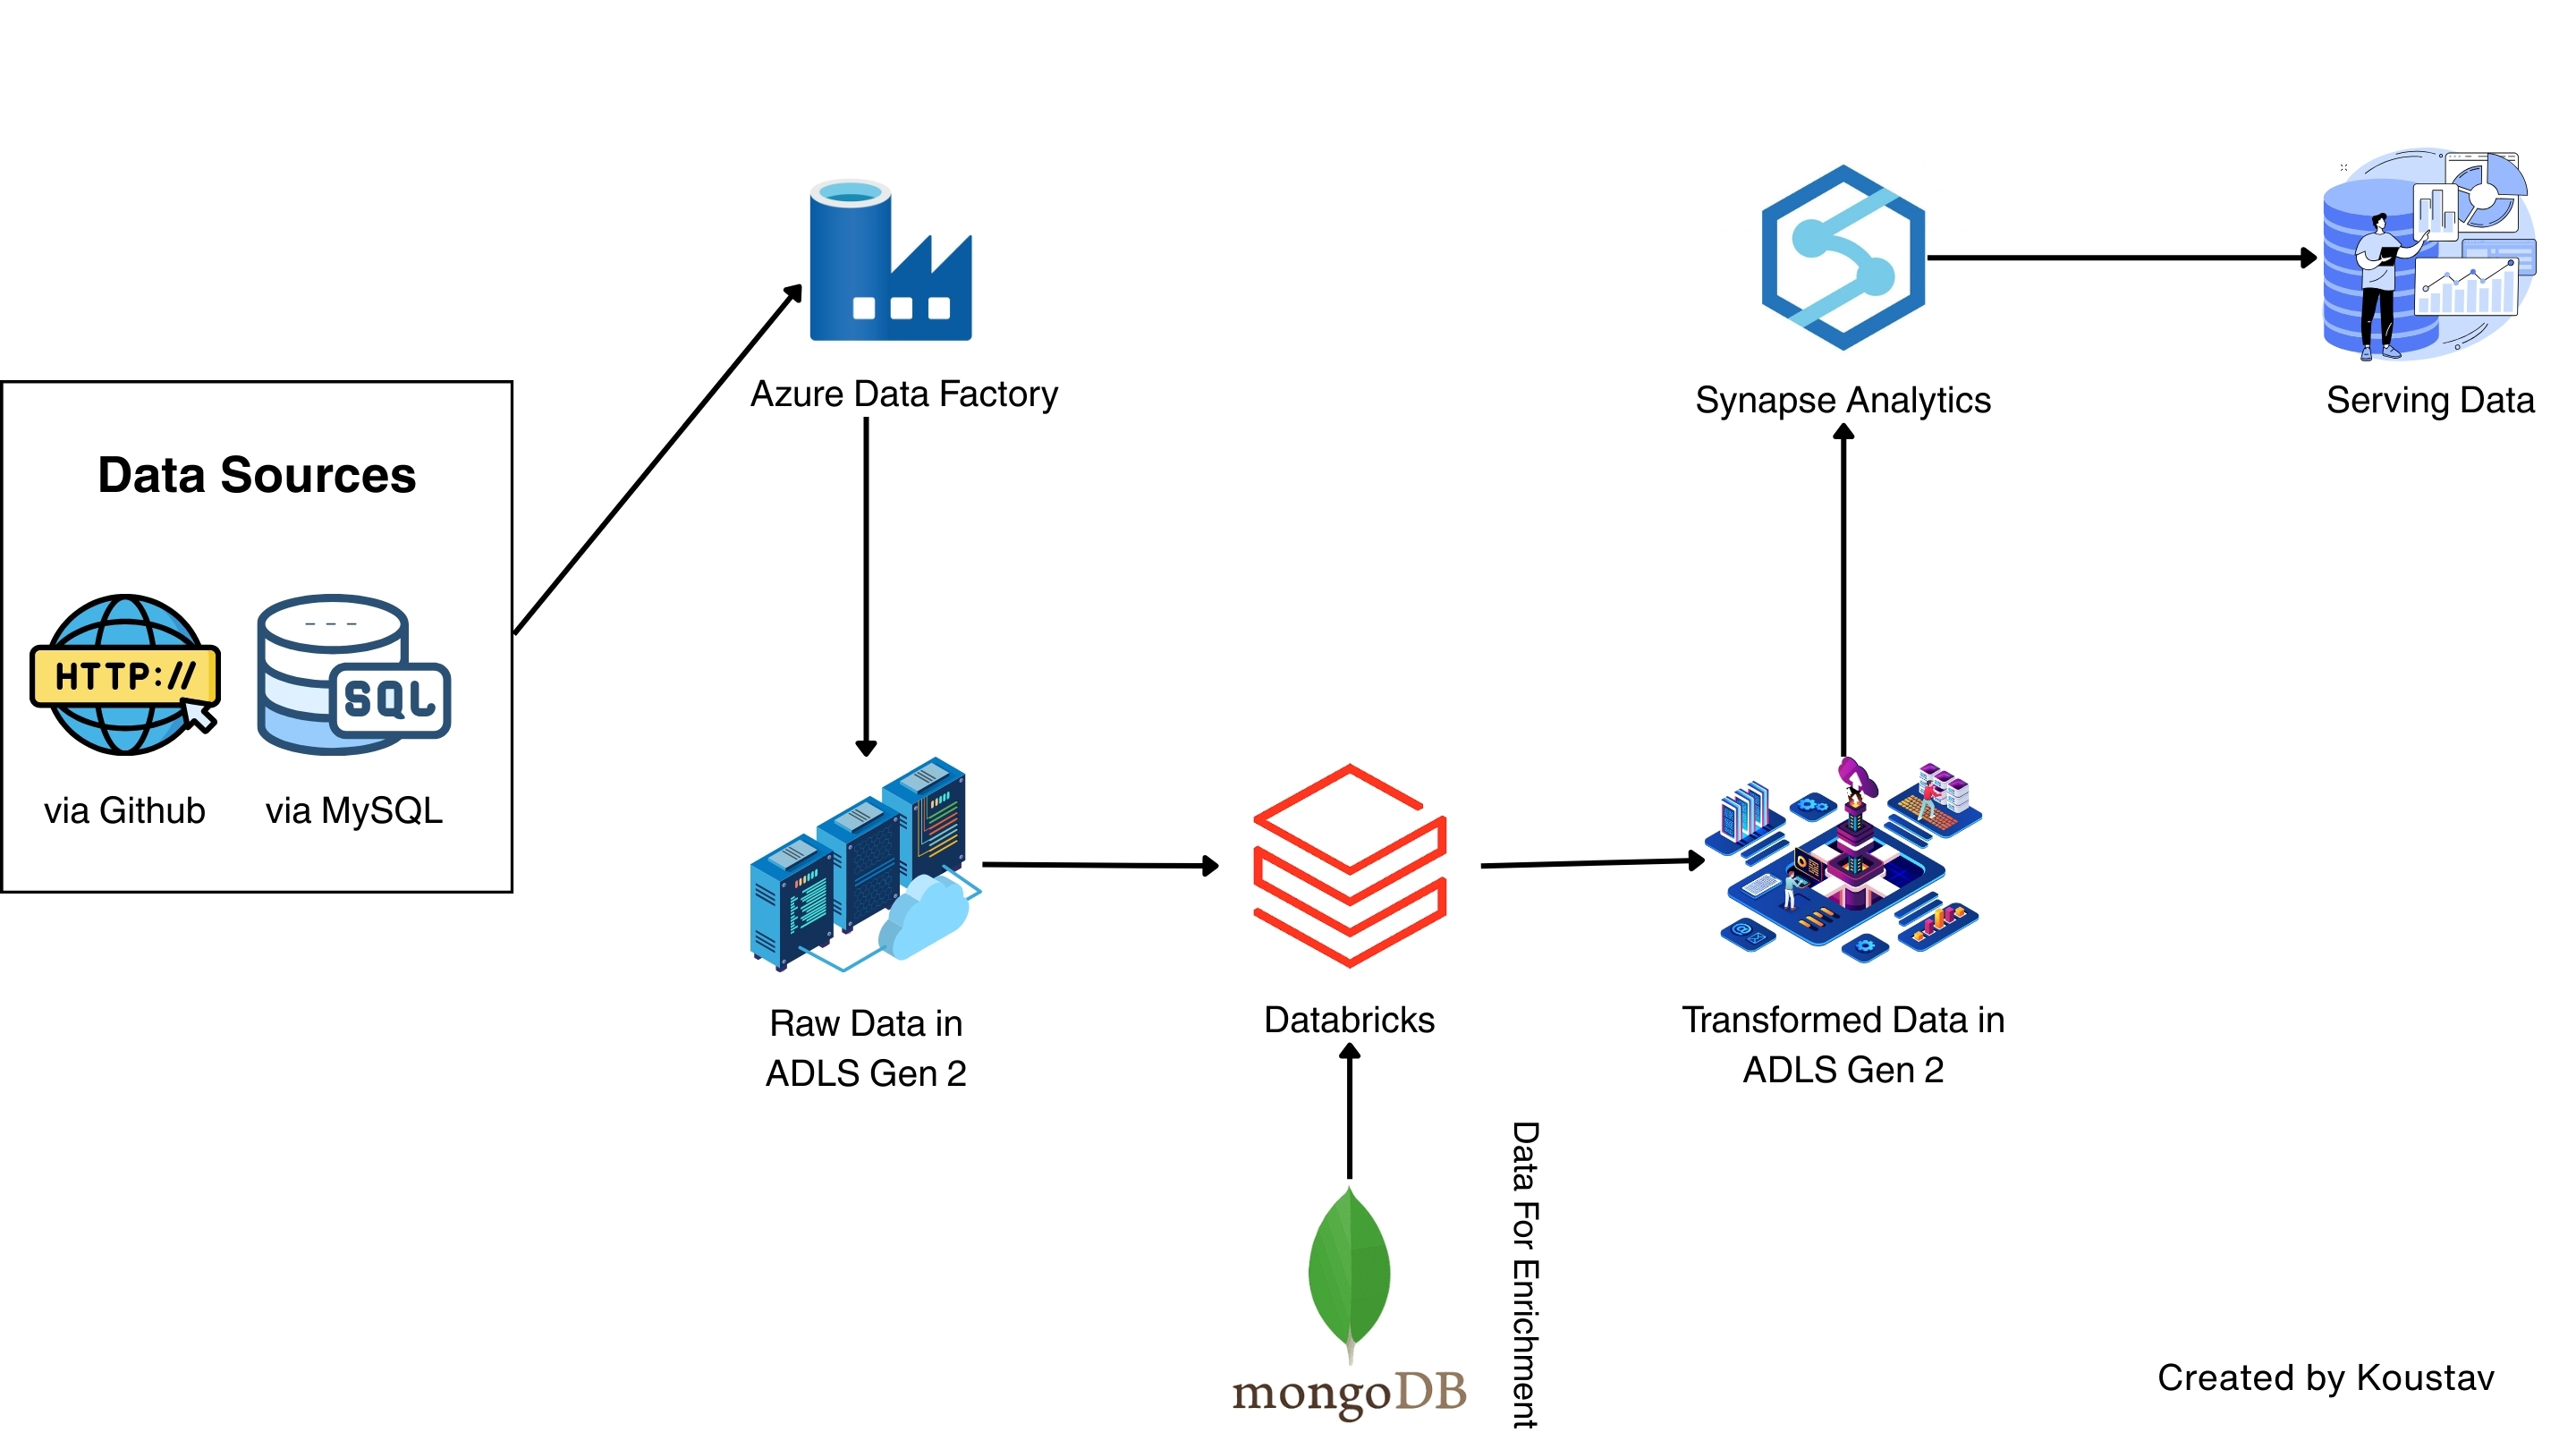 Data Sources
HTTP://
SQL
via Github
via MySQL
Azure Data Factory
Raw Data in
ADLS Gen 2
Databricks
mongoDB
Data For Enrichment
Transformed Data in
ADLS Gen 2
Synapse Analytics
Serving Data
Created by Koustav